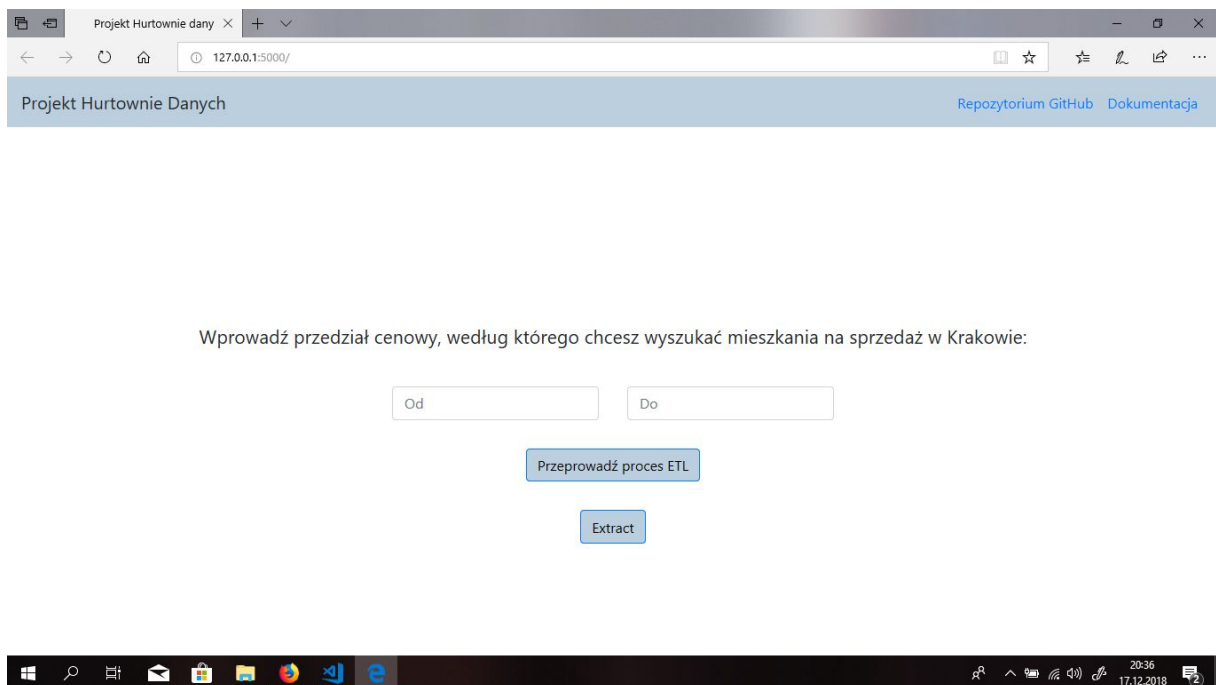 Projekt Hurtownie dany
127.0.0.1:5000/
Projekt Hurtownie Danych
Repozytorium GitHub Dokumentacja
Wprowadź przedział cenowy, według którego chcesz wyszukać mieszkania na sprzedaż w Krakowie:
Od Do
Przeprowadź proces ETL
Extract
20:36
17.12.2018
2